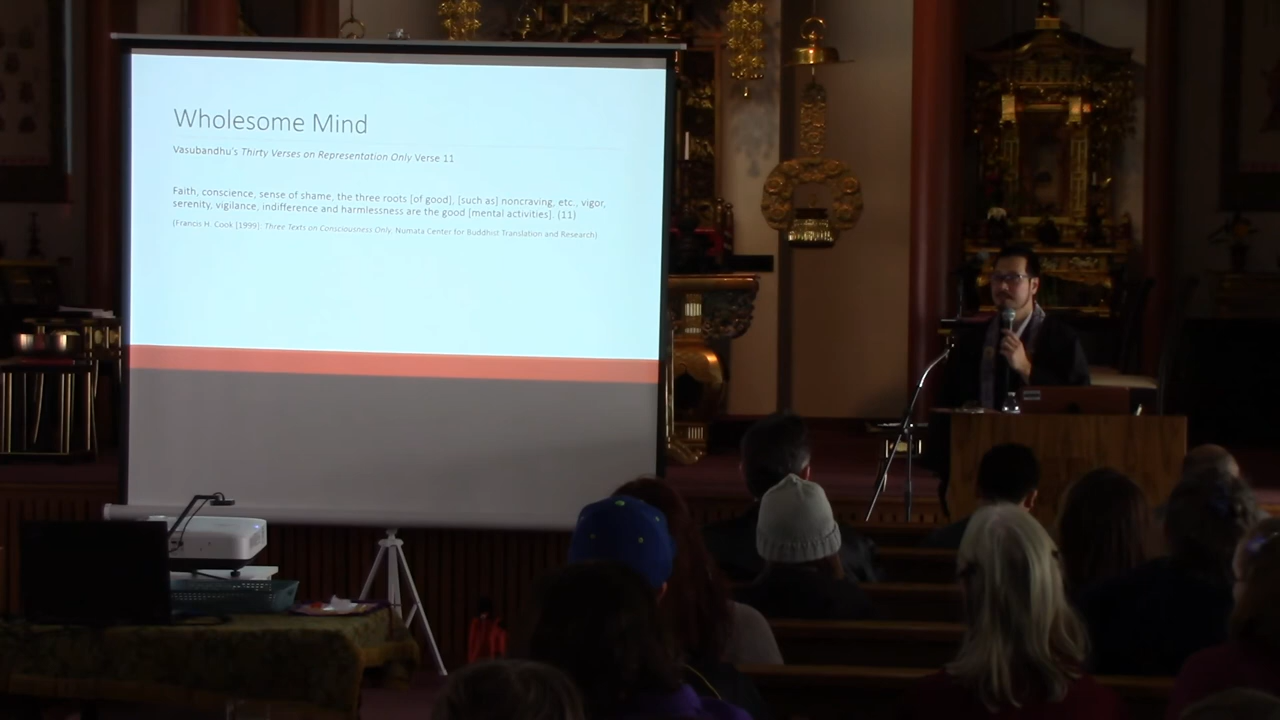 Wholesome Mind
Vasubandhu's Thirty Verses on Representation Only Verse 11
Faith, conscience, sense of shame, the three roots [of good], [such as] noncraving, etc., vigor,
serenity, vigilance, indifference and harmlessness are the good [mental activities]. (11)
(Francis H. Cook [1999]: Three Texts on Consciousness Only, Numata Center for Buddhist Translation and Research)